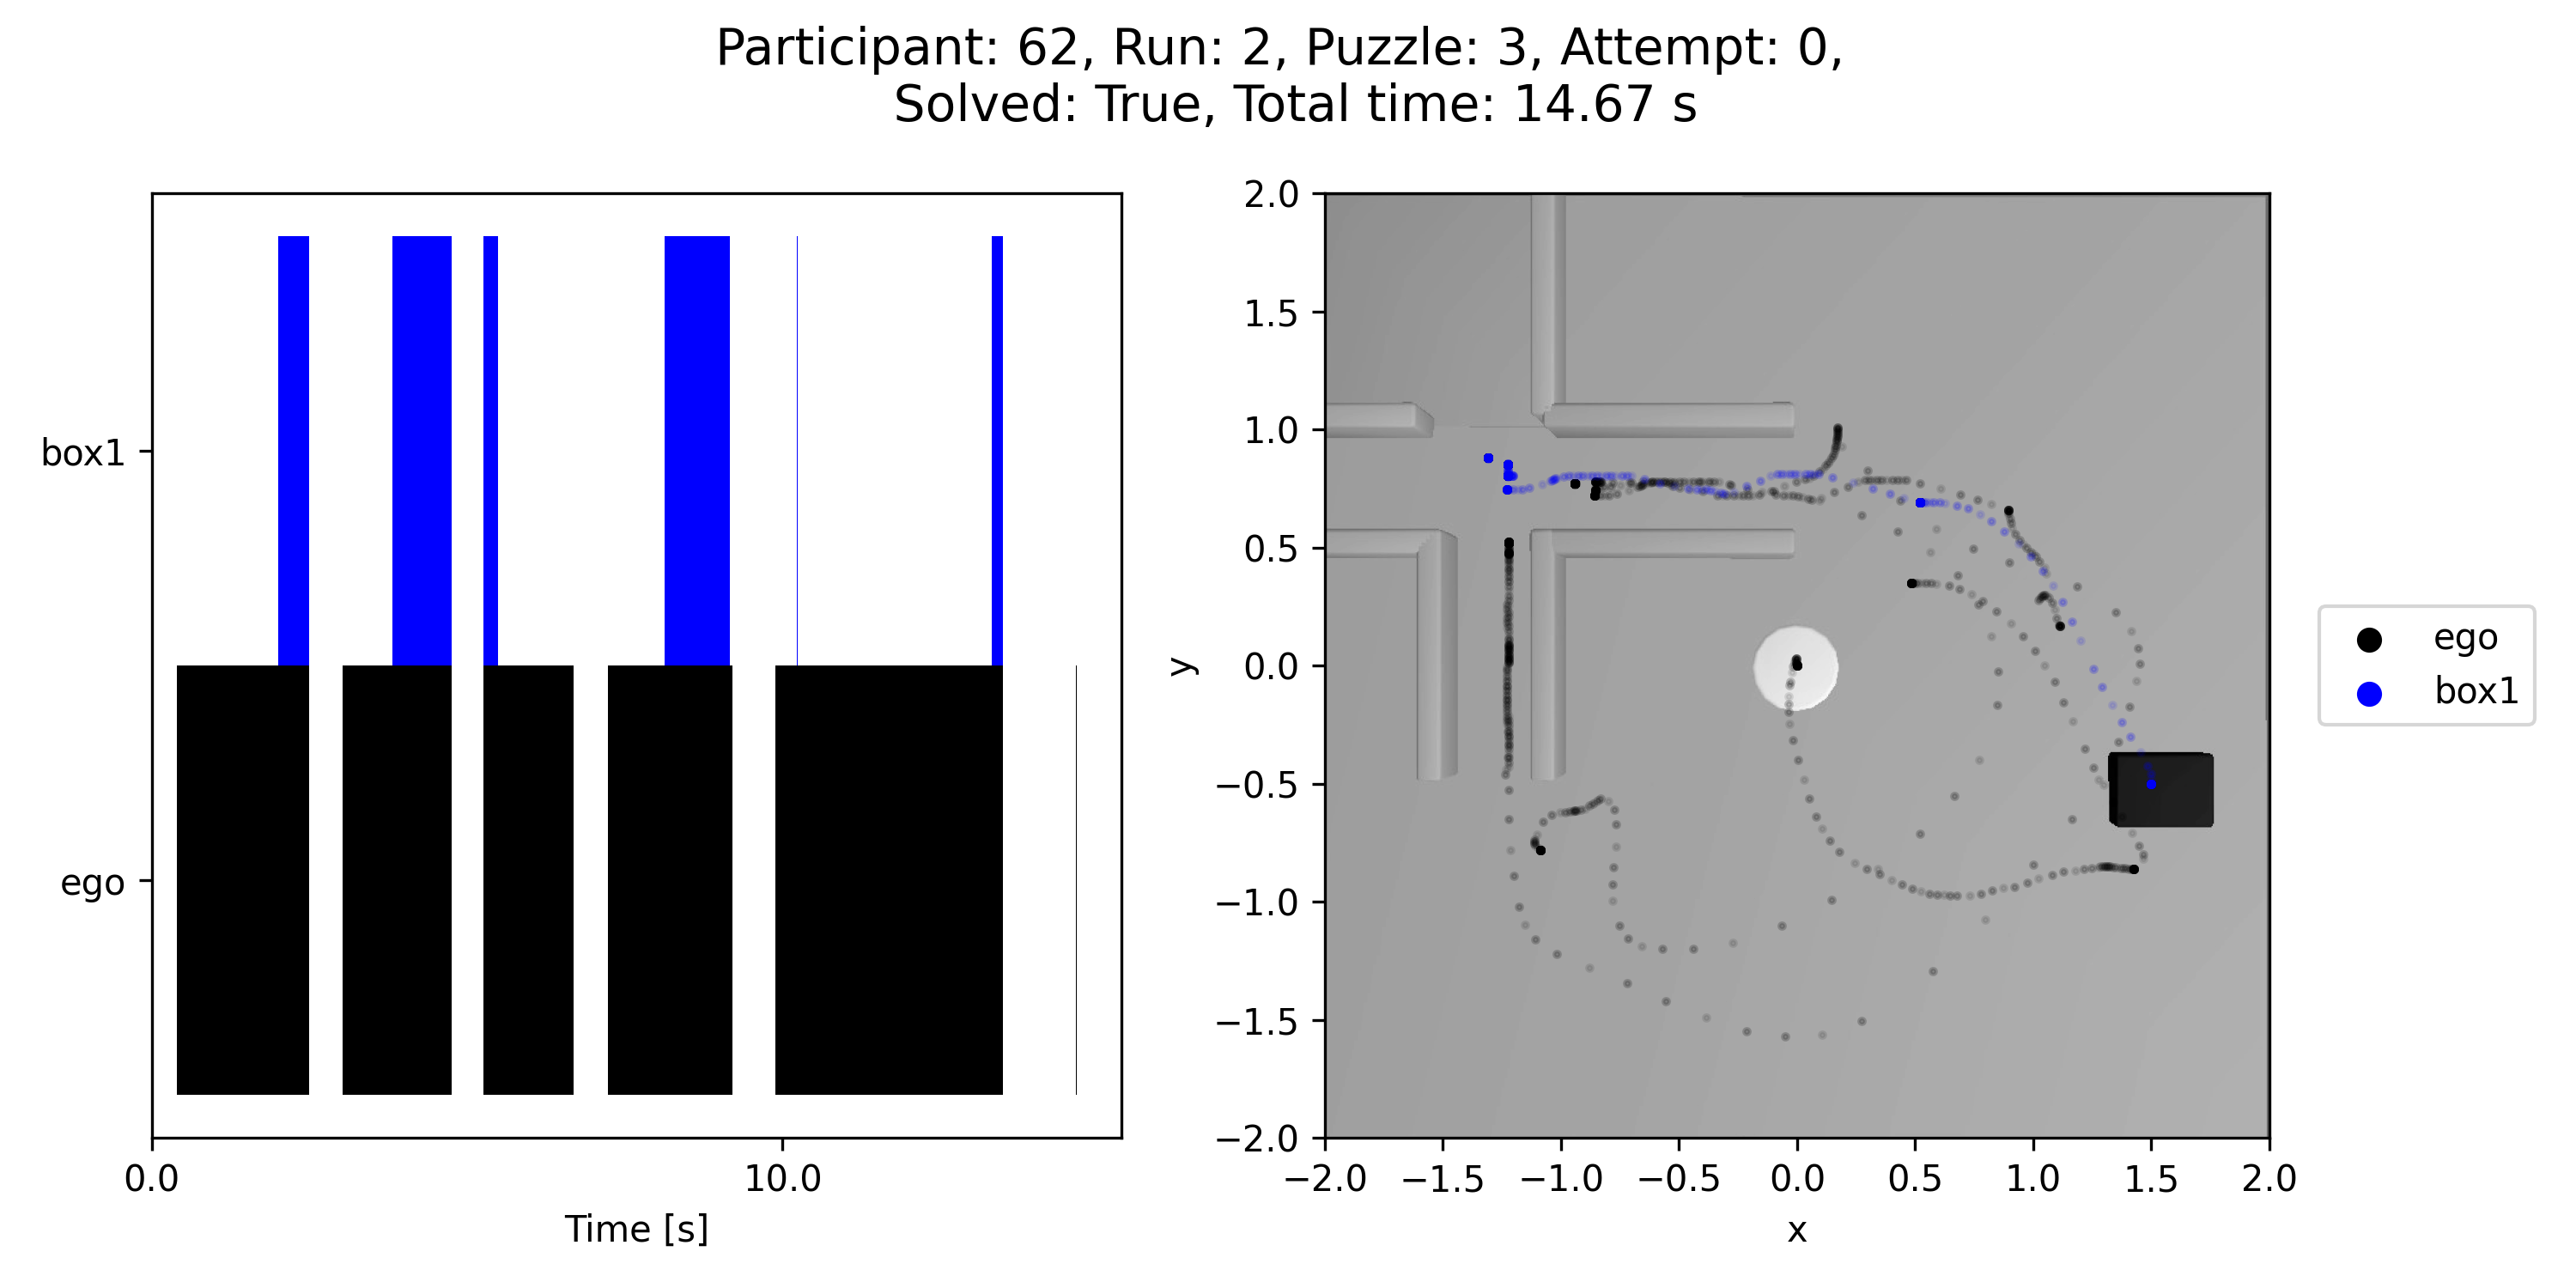 Participant: 62, Run: 2, Puzzle: 3, Attempt: 0,
Solved: True, Total time: 14.67 s
box1
ego
0.0
10.0
Time [s]
2.0
1.5
1.0
0.5
0.0
−0.5
−1.0
−1.5
−2.0
y
−2.0
−1.5
−1.0
−0.5
0.0
0.5
1.0
1.5
2.0
x
ego
box1